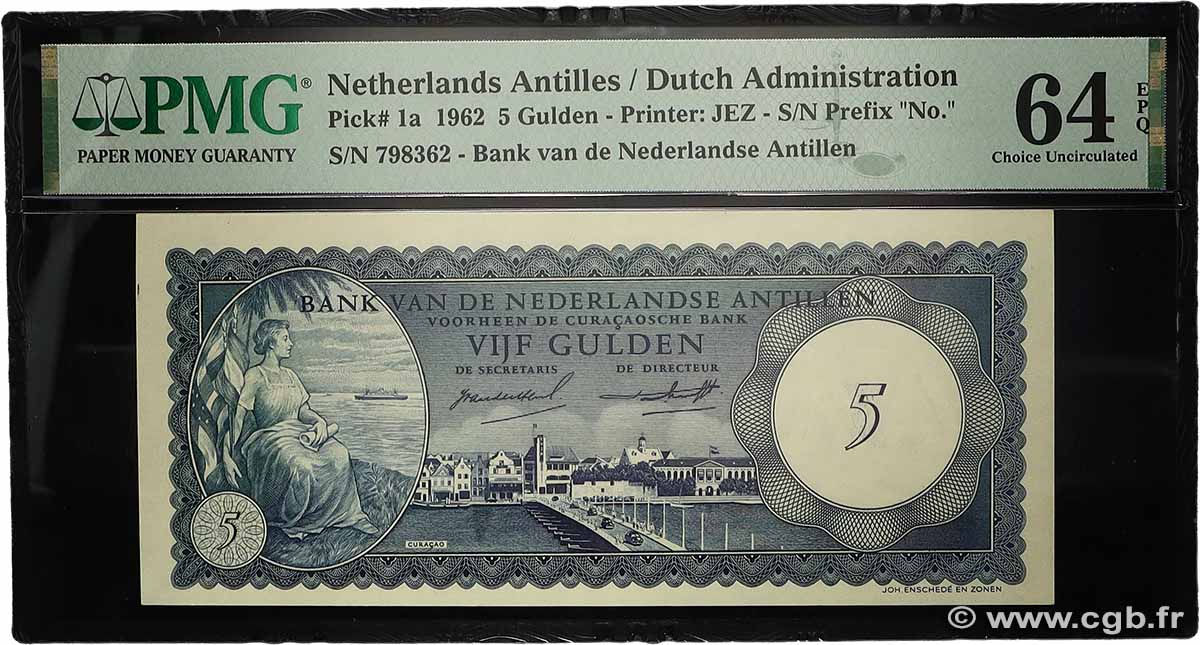 PMG®
PAPER MONEY GUARANTY
Netherlands Antilles / Dutch Administration
Pick# 1a 1962 5 Gulden - Printer: JEZ - S/N Prefix "No."
S/N 798362 - Bank van de Nederlandse Antillen
64
EPQ
Choice Uncirculated
BANK VAN DE NEDERLANDSE ANTILLEN
VOORHEEN DE CURAÇAOSCHE BANK
VIJF GULDEN
DE SECRETARIS DE DIRECTEUR
5
5
CURAÇAO
JOH. ENSCHEDÉ EN ZONEN
© www.cgb.fr